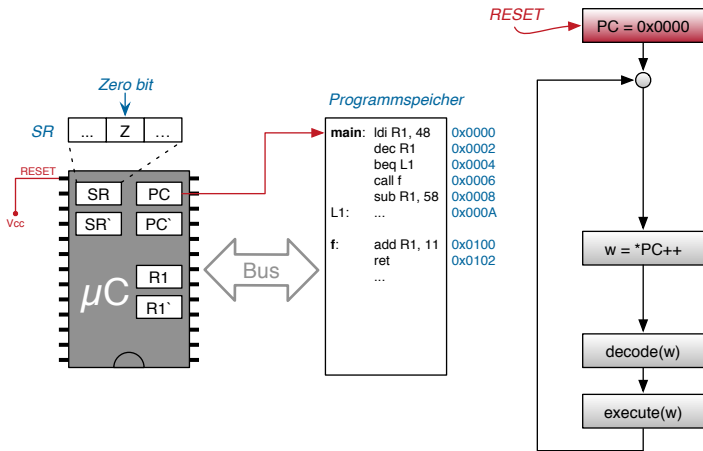 RESET
PC = 0x0000
Zero bit
SR
... Z ...
Programmspeicher
main: ldi R1, 48 0x0000
dec R1 0x0002
beq L1 0x0004
call f 0x0006
sub R1, 58 0x0008
L1: ... 0x000A
f: add R1, 11 0x0100
ret 0x0102
...
RESET
Vcc
SR PC
SR` PC`
R1
R1`
µC
Bus
w = *PC++
decode(w)
execute(w)